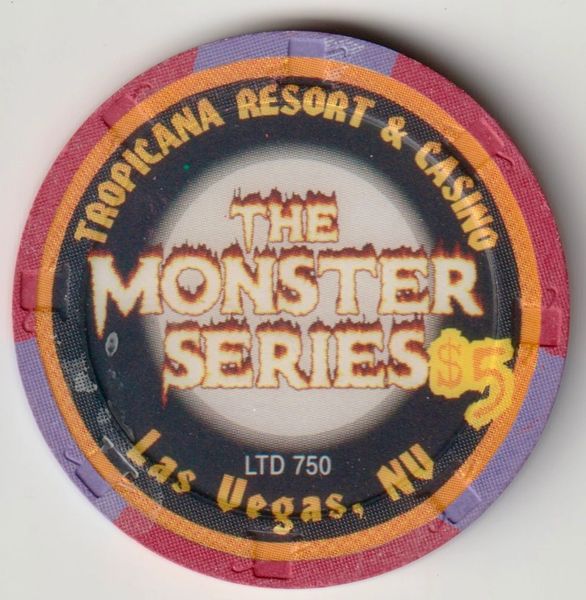 TROPICANA RESORT & CASINO
THE
MONSTER
SERIES
$5
LTD 750
Las Vegas, NV